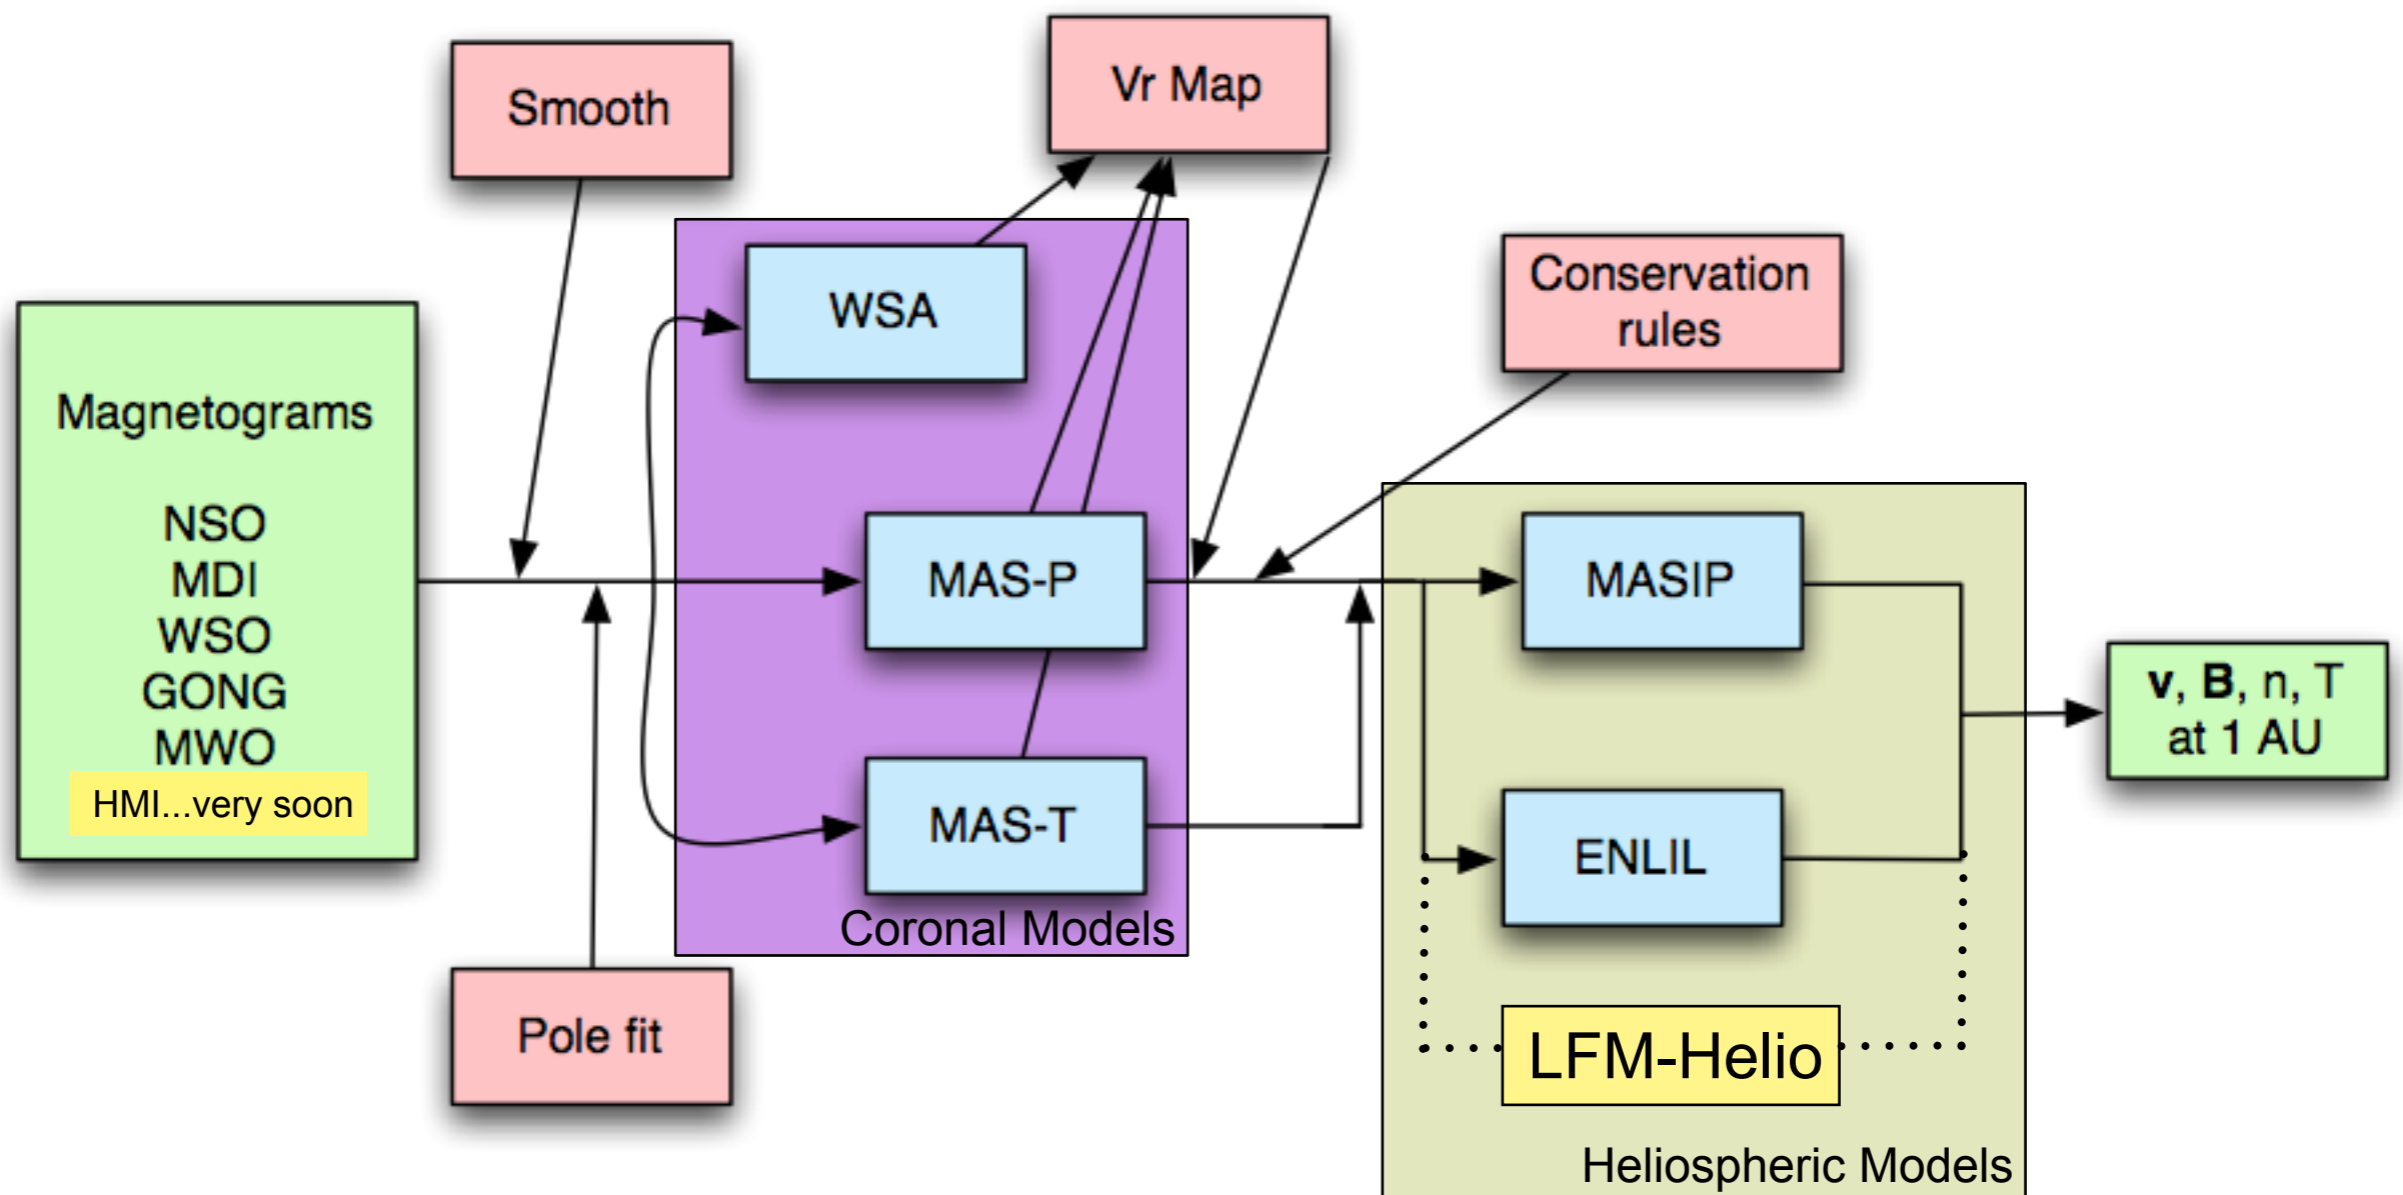 Smooth
Vr Map
WSA
Conservation
rules
Magnetograms
NSO
MDI
WSO
GONG
MWO
HMI...very soon
MAS-P
MASIP
v, B, n, T
at 1 AU
MAS-T
ENLIL
Coronal Models
Pole fit
LFM-Helio
Heliospheric Models